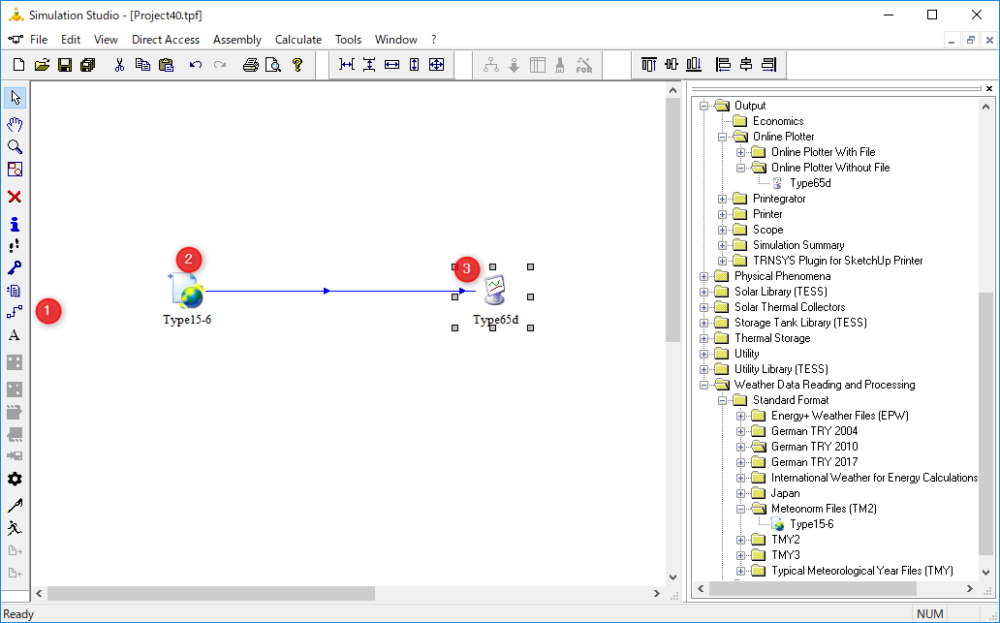 Simulation Studio - [Project40.tpf]
File Edit View Direct Access Assembly Calculate Tools Window ?
FOR
Output
Economics
Online Plotter
Online Plotter With File
Online Plotter Without File
Type65d
Printegrator
Printer
Scope
Simulation Summary
TRNSYS Plugin for SketchUp Printer
Physical Phenomena
Solar Library (TESS)
Solar Thermal Collectors
Storage Tank Library (TESS)
Thermal Storage
Utility
Utility Library (TESS)
Weather Data Reading and Processing
Standard Format
Energy+ Weather Files (EPW)
German TRY 2004
German TRY 2010
German TRY 2017
International Weather for Energy Calculations
Japan
Meteonorm Files (TM2)
Type15-6
TMY2
TMY3
Typical Meteorological Year Files (TMY)
2
3
1
Type15-6
Type65d
A
Ready
NUM